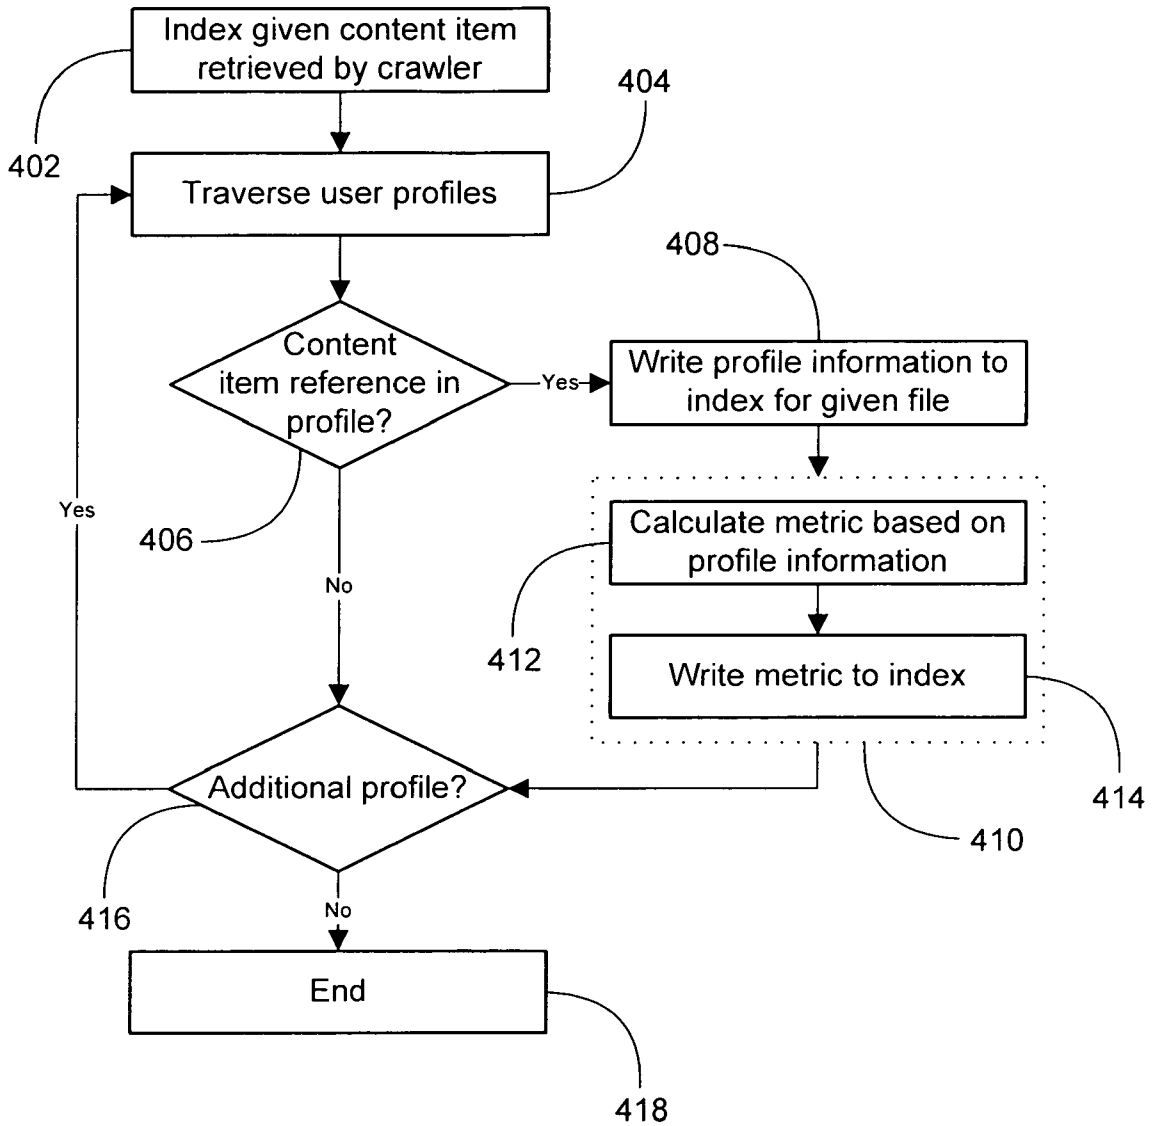 Index given content item
retrieved by crawler
404
402
Traverse user profiles
408
Content
item reference in
profile?
Yes
Write profile information to
index for given file
Yes
406
Calculate metric based on
profile information
No
412
Write metric to index
Additional profile?
414
410
416
No
End
418